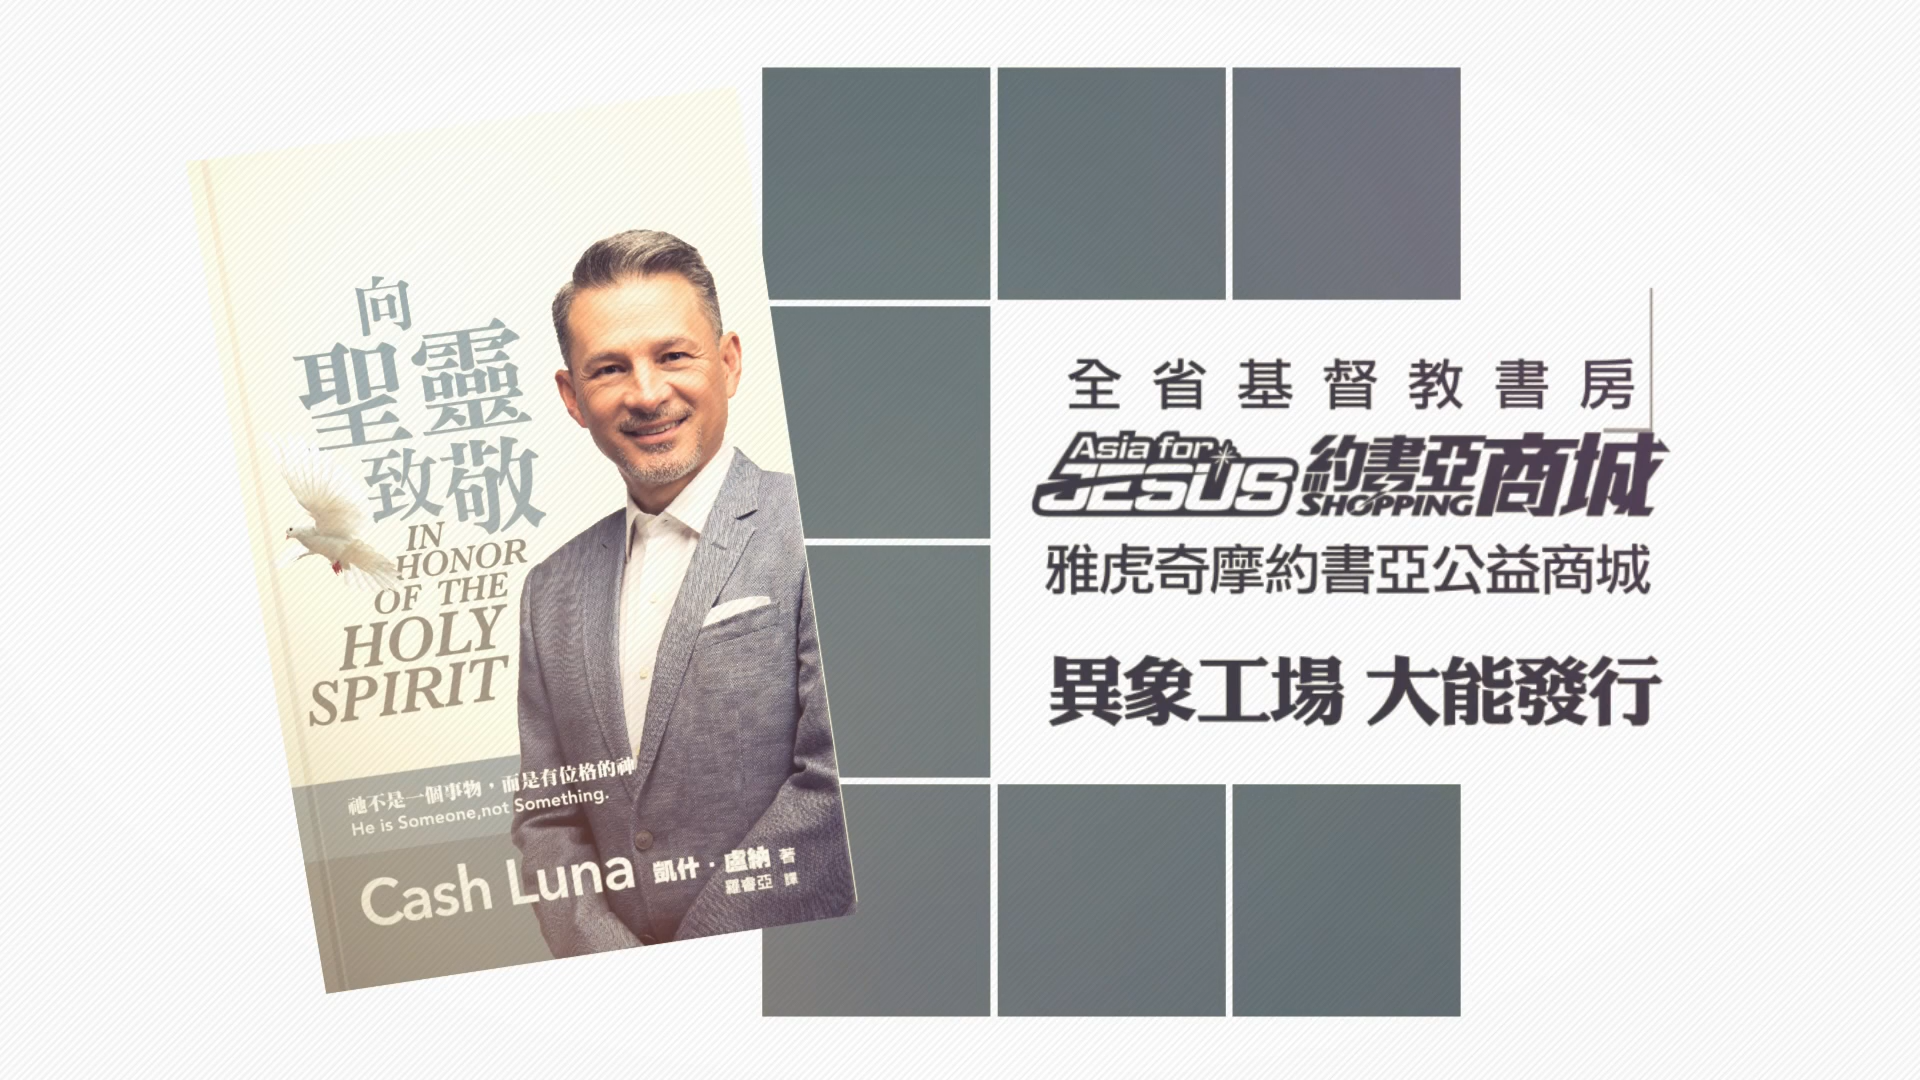 向
聖靈
致敬
IN
HONOR
OF THE
HOLY
SPIRIT
祂不是一個事物，而是有位格的神
He is Someone,not Something.
Cash Luna 凱什·盧納 著
羅睿亞 譯
全省基督教書房
Asia for
JESUS 約書亞商城
SHOPPING
雅虎奇摩約書亞公益商城
異象工場 大能發行